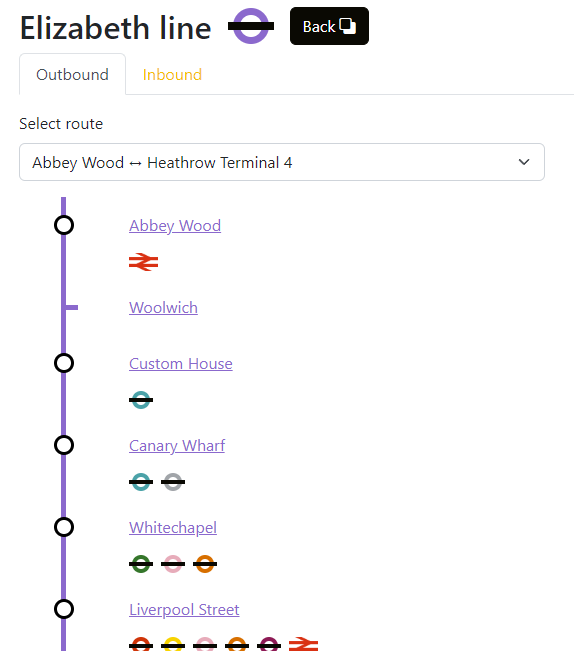 Elizabeth line
Back
Outbound
Inbound
Select route
Abbey Wood ↔ Heathrow Terminal 4
Abbey Wood
Woolwich
Custom House
Canary Wharf
Whitechapel
Liverpool Street